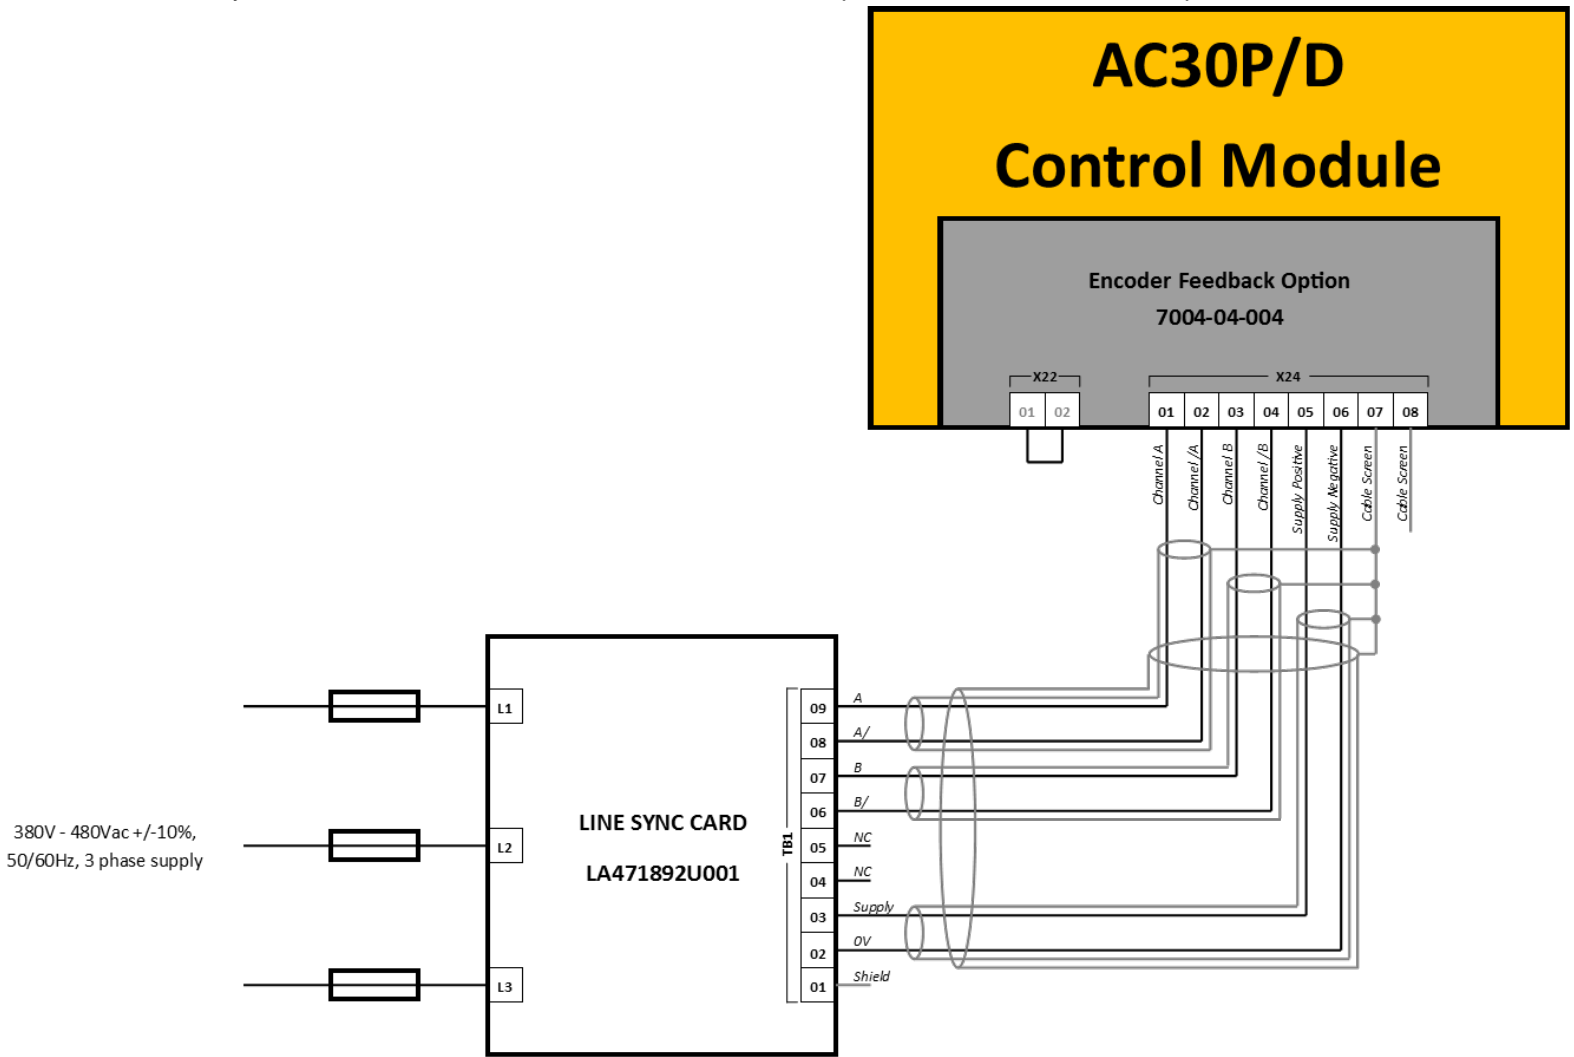 AC30P/D
Control Module
Encoder Feedback Option
7004-04-004
X22
X24
01 02
01 02 03 04 05 06 07 08
Channel A
Channel /A
Channel B
Channel /B
Supply Positive
Supply Negative
Cable Screen
Cable Screen
380V - 480Vac +/-10%,
50/60Hz, 3 phase supply
L1
L2
L3
LINE SYNC CARD
LA471892U001
TB1
09 A
08 A/
07 B
06 B/
05 NC
04 NC
03 Supply
02 0V
01 Shield